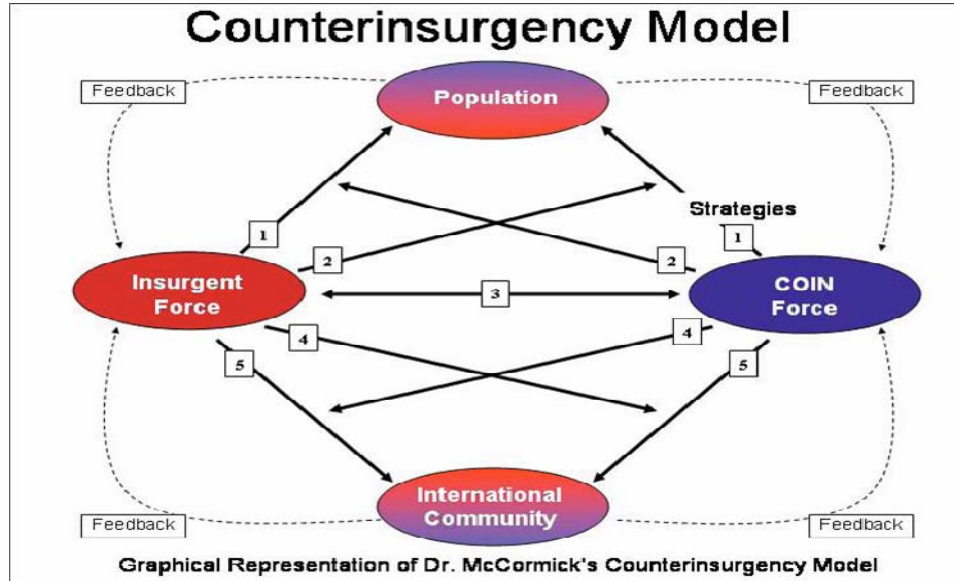 Counterinsurgency Model
Feedback
Population
Feedback
Strategies
1
1
2
2
Insurgent
Force
3
COIN
Force
4
4
5
5
International
Community
Feedback
Feedback
Graphical Representation of Dr. McCormick's Counterinsurgency Model